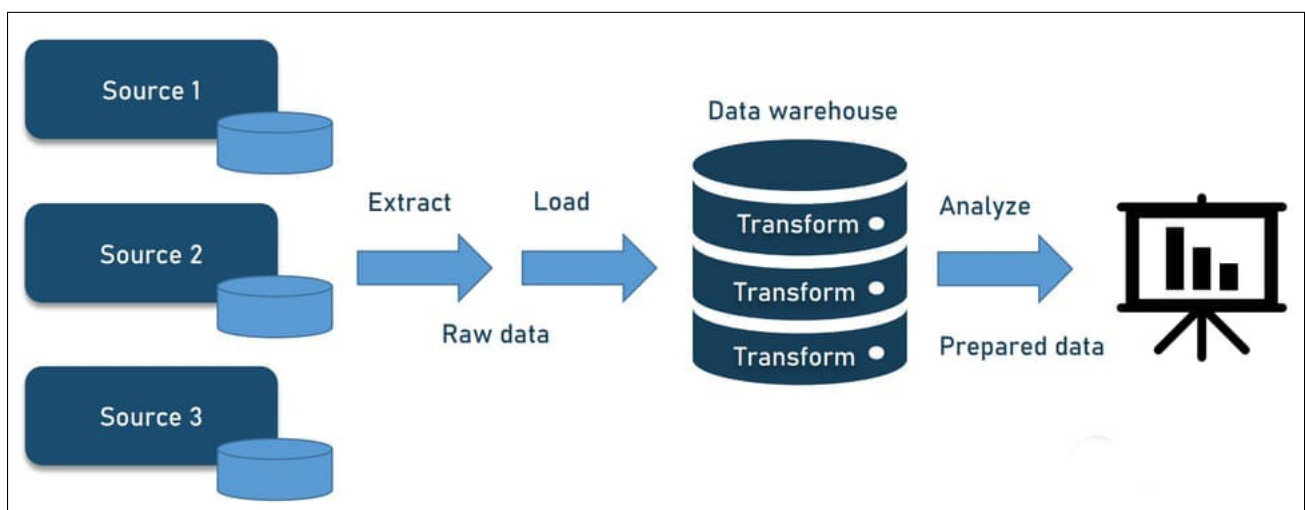 Source 1
Source 2
Source 3
Extract
Load
Raw data
Data warehouse
Transform
Transform
Transform
Analyze
Prepared data